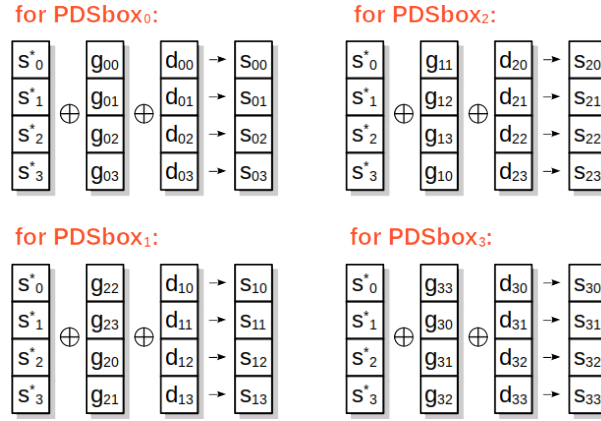 for PDSbox₀: for PDSbox₂:
s*₀ g₀₀ d₀₀ → s₀₀ s*₀ g₁₁ d₂₀ → s₂₀
s*₁ g₀₁ d₀₁ → s₀₁ s*₁ g₁₂ d₂₁ → s₂₁
⊕ ⊕ ⊕ ⊕
s*₂ g₀₂ d₀₂ → s₀₂ s*₂ g₁₃ d₂₂ → s₂₂
s*₃ g₀₃ d₀₃ → s₀₃ s*₃ g₁₀ d₂₃ → s₂₃
for PDSbox₁: for PDSbox₃:
s*₀ g₂₂ d₁₀ → s₁₀ s*₀ g₃₃ d₃₀ → s₃₀
s*₁ g₂₃ d₁₁ → s₁₁ s*₁ g₃₀ d₃₁ → s₃₁
⊕ ⊕ ⊕ ⊕
s*₂ g₂₀ d₁₂ → s₁₂ s*₂ g₃₁ d₃₂ → s₃₂
s*₃ g₂₁ d₁₃ → s₁₃ s*₃ g₃₂ d₃₃ → s₃₃